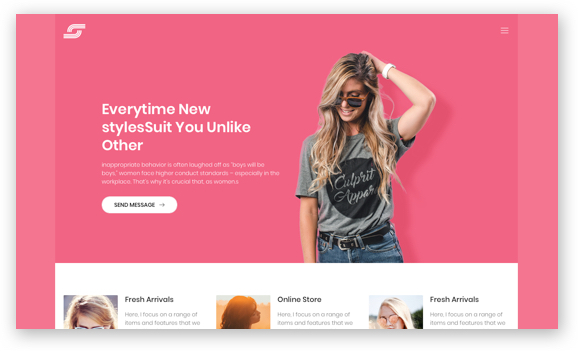 Everytime New
stylesSuit You Unlike
Other
inappropriate behavior is often laughed off as "boys will be
boys," women face higher conduct standards – especially in the
workplace. That's why it's crucial that, as womens
SEND MESSAGE
Culprit
Appar
Fresh Arrivals
Online Store
Fresh Arrivals
Here, I focus on a range of
items and features that we
Here, I focus on a range of
items and features that we
Here, I focus on a range of
items and features that we